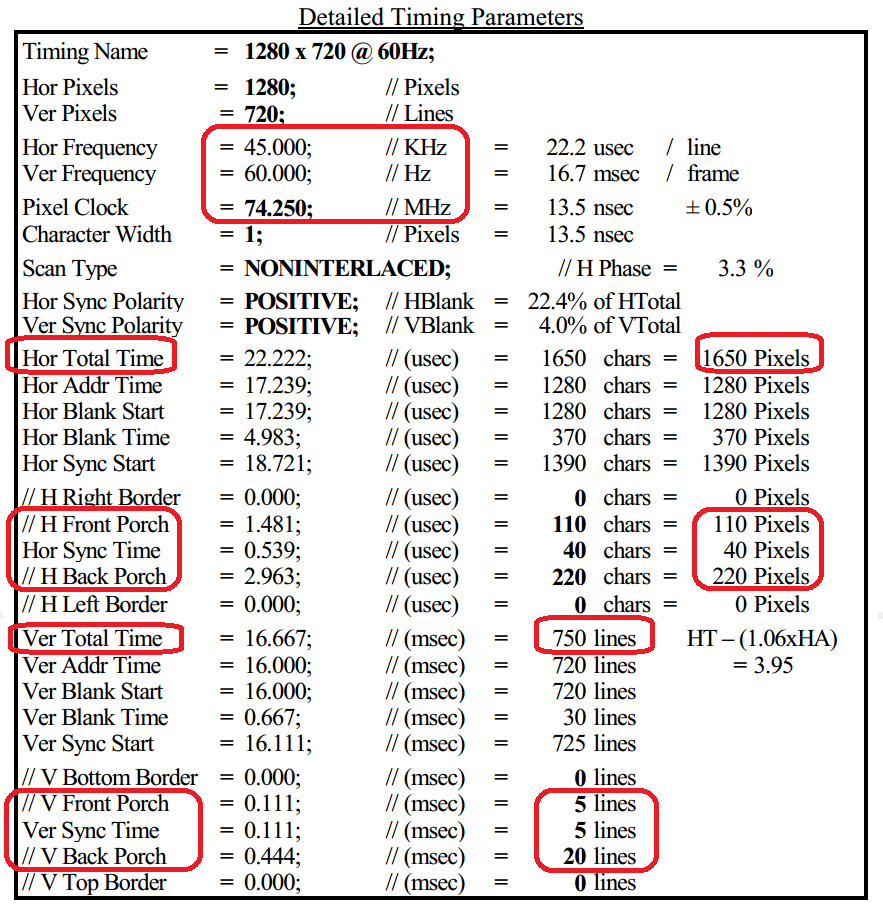 Detailed Timing Parameters
Timing Name = 1280 x 720 @ 60Hz;
Hor Pixels = 1280; // Pixels
Ver Pixels = 720; // Lines
Hor Frequency = 45.000; // KHz = 22.2 usec / line
Ver Frequency = 60.000; // Hz = 16.7 msec / frame
Pixel Clock = 74.250; // MHz = 13.5 nsec ± 0.5%
Character Width = 1; // Pixels = 13.5 nsec
Scan Type = NONINTERLACED; // H Phase = 3.3 %
Hor Sync Polarity = POSITIVE; // HBlank = 22.4% of HTotal
Ver Sync Polarity = POSITIVE; // VBlank = 4.0% of VTotal
Hor Total Time = 22.222; // (usec) = 1650 chars = 1650 Pixels
Hor Addr Time = 17.239; // (usec) = 1280 chars = 1280 Pixels
Hor Blank Start = 17.239; // (usec) = 1280 chars = 1280 Pixels
Hor Blank Time = 4.983; // (usec) = 370 chars = 370 Pixels
Hor Sync Start = 18.721; // (usec) = 1390 chars = 1390 Pixels
// H Right Border = 0.000; // (usec) = 0 chars = 0 Pixels
// H Front Porch = 1.481; // (usec) = 110 chars = 110 Pixels
Hor Sync Time = 0.539; // (usec) = 40 chars = 40 Pixels
// H Back Porch = 2.963; // (usec) = 220 chars = 220 Pixels
// H Left Border = 0.000; // (usec) = 0 chars = 0 Pixels
Ver Total Time = 16.667; // (msec) = 750 lines HT – (1.06xHA)
Ver Addr Time = 16.000; // (msec) = 720 lines = 3.95
Ver Blank Start = 16.000; // (msec) = 720 lines
Ver Blank Time = 0.667; // (msec) = 30 lines
Ver Sync Start = 16.111; // (msec) = 725 lines
// V Bottom Border = 0.000; // (msec) = 0 lines
// V Front Porch = 0.111; // (msec) = 5 lines
Ver Sync Time = 0.111; // (msec) = 5 lines
// V Back Porch = 0.444; // (msec) = 20 lines
// V Top Border = 0.000; // (msec) = 0 lines